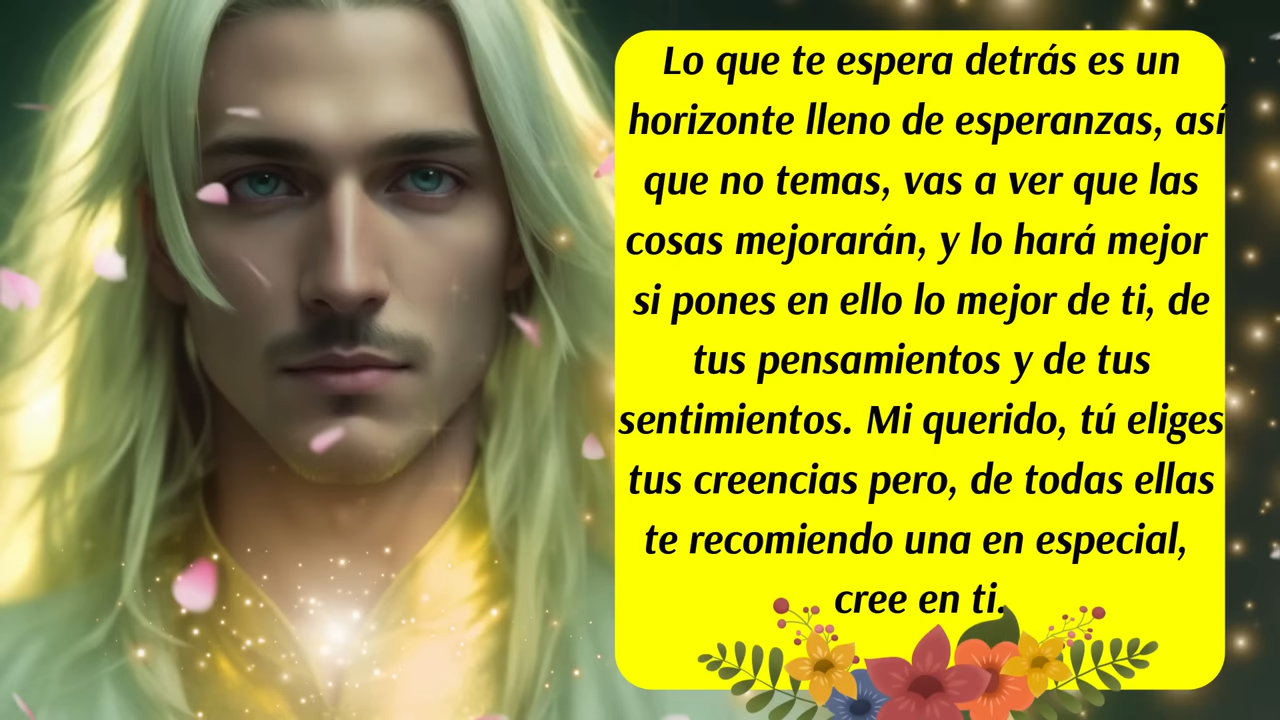 Lo que te espera detrás es un
horizonte lleno de esperanzas, así
que no temas, vas a ver que las
cosas mejorarán, y lo hará mejor
si pones en ello lo mejor de ti, de
tus pensamientos y de tus
sentimientos. Mi querido, tú eliges
tus creencias pero, de todas ellas
te recomiendo una en especial,
cree en ti.